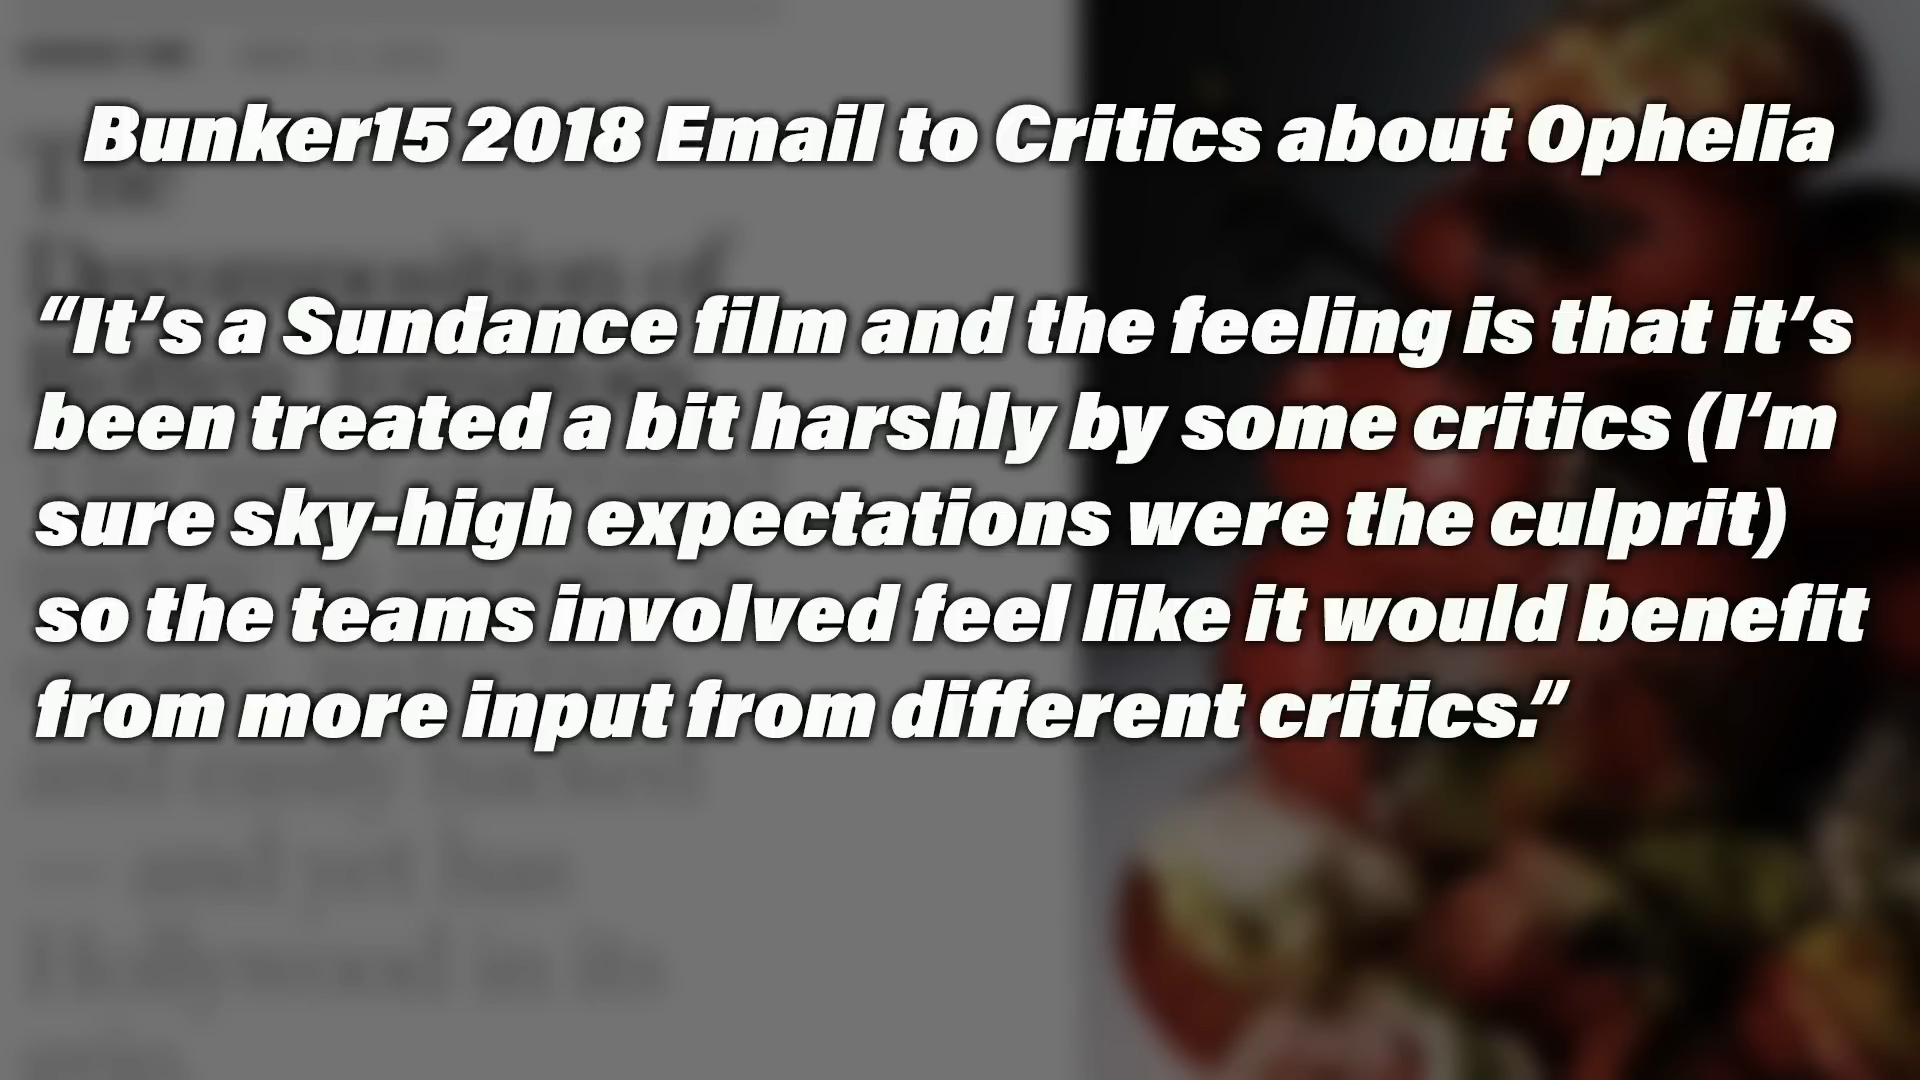 Bunker15 2018 Email to Critics about Ophelia
“It’s a Sundance film and the feeling is that it’s
been treated a bit harshly by some critics (I’m
sure sky-high expectations were the culprit)
so the teams involved feel like it would benefit
from more input from different critics.”